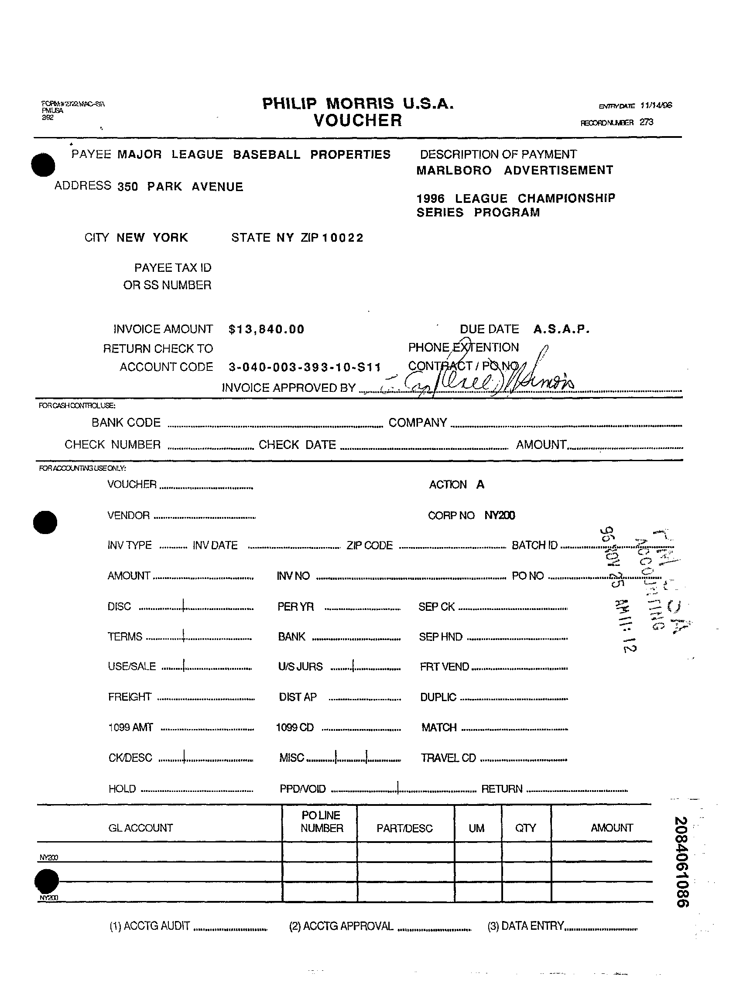 FORM# 2722.MAC-SR PHILIP MORRIS U.S.A. ENTRY DATE 11/14/96
PMUSA
392 VOUCHER RECORD NUMBER 273
PAYEE MAJOR LEAGUE BASEBALL PROPERTIES DESCRIPTION OF PAYMENT
MARLBORO ADVERTISEMENT
ADDRESS 350 PARK AVENUE
1996 LEAGUE CHAMPIONSHIP
SERIES PROGRAM
CITY NEW YORK STATE NY ZIP 10022
PAYEE TAX ID
OR SS NUMBER
INVOICE AMOUNT $13,840.00 DUE DATE A.S.A.P.
RETURN CHECK TO PHONE EXTENTION
ACCOUNT CODE 3-040-003-393-10-S11 CONTRACT / PO NO
INVOICE APPROVED BY
FOR CASH CONTROL USE:
BANK CODE COMPANY
CHECK NUMBER CHECK DATE AMOUNT
FOR ACCOUNTING USE ONLY:
VOUCHER ACTION A
VENDOR CORP NO NY200
INV TYPE INV DATE ZIP CODE BATCH ID
AMOUNT INV NO PO NO
DISC PER YR SEP CK
TERMS BANK SEP HND
USE/SALE U/S JURS FRT VEND
FREIGHT DIST AP DUPLIC
1099 AMT 1099 CD MATCH
CK/DESC MISC TRAVEL CD
HOLD PPD/VOID RETURN
ACCOUNTING
96 NOV 25 AM 11: 12
GL ACCOUNT PO LINE NUMBER PART/DESC UM QTY AMOUNT
NY200
NY200
2084061086
(1) ACCTG AUDIT (2) ACCTG APPROVAL (3) DATA ENTRY